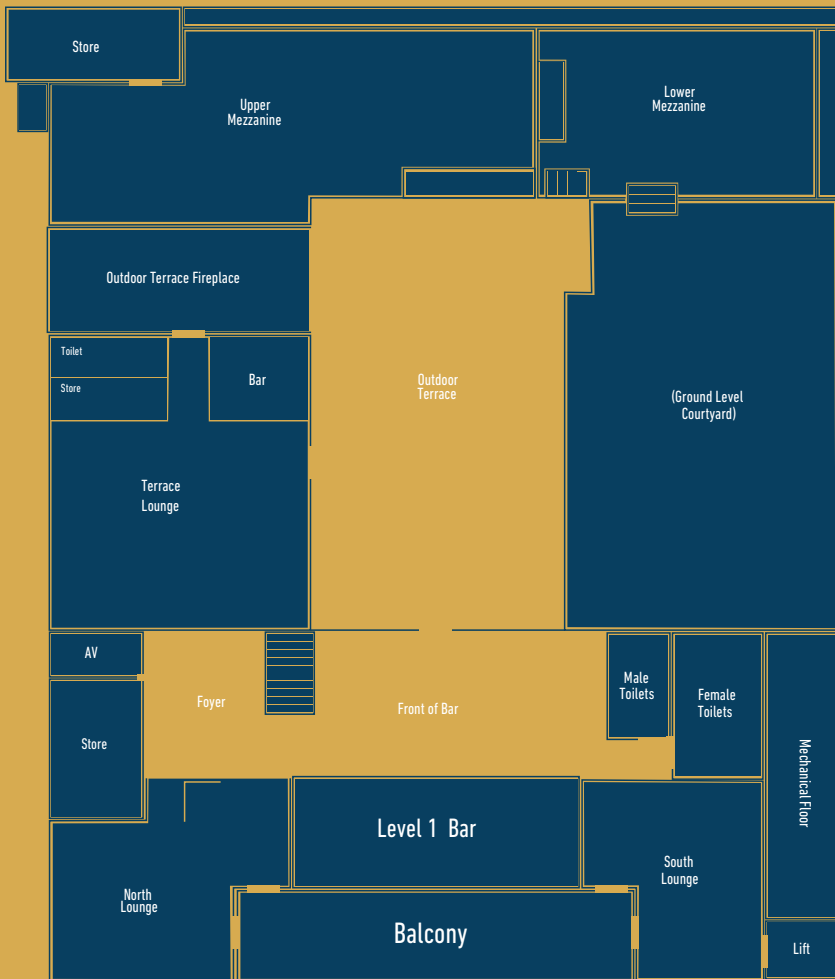 Store
Upper
Mezzanine
Lower
Mezzanine
Outdoor Terrace Fireplace
Toilet
Store
Bar
Outdoor
Terrace
(Ground Level
Courtyard)
Terrace
Lounge
AV
Foyer
Front of Bar
Male
Toilets
Female
Toilets
Store
Mechanical Floor
Level 1 Bar
South
Lounge
North
Lounge
Balcony
Lift